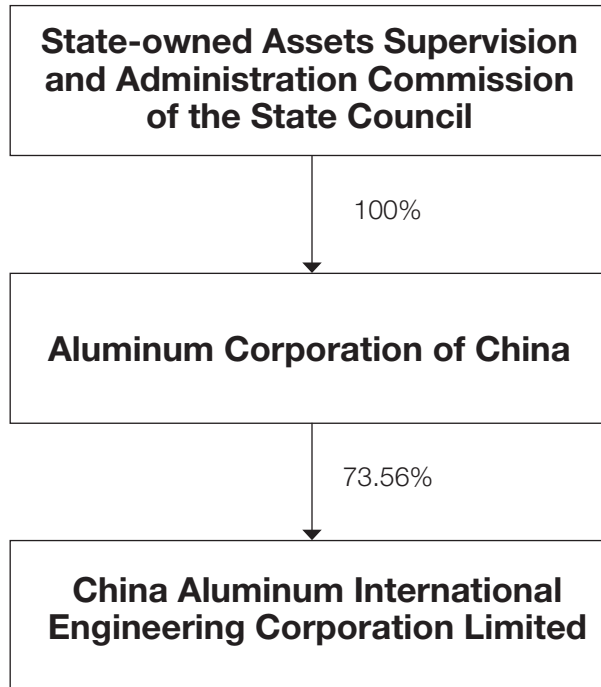 State-owned Assets Supervision
and Administration Commission
of the State Council
100%
Aluminum Corporation of China
73.56%
China Aluminum International
Engineering Corporation Limited